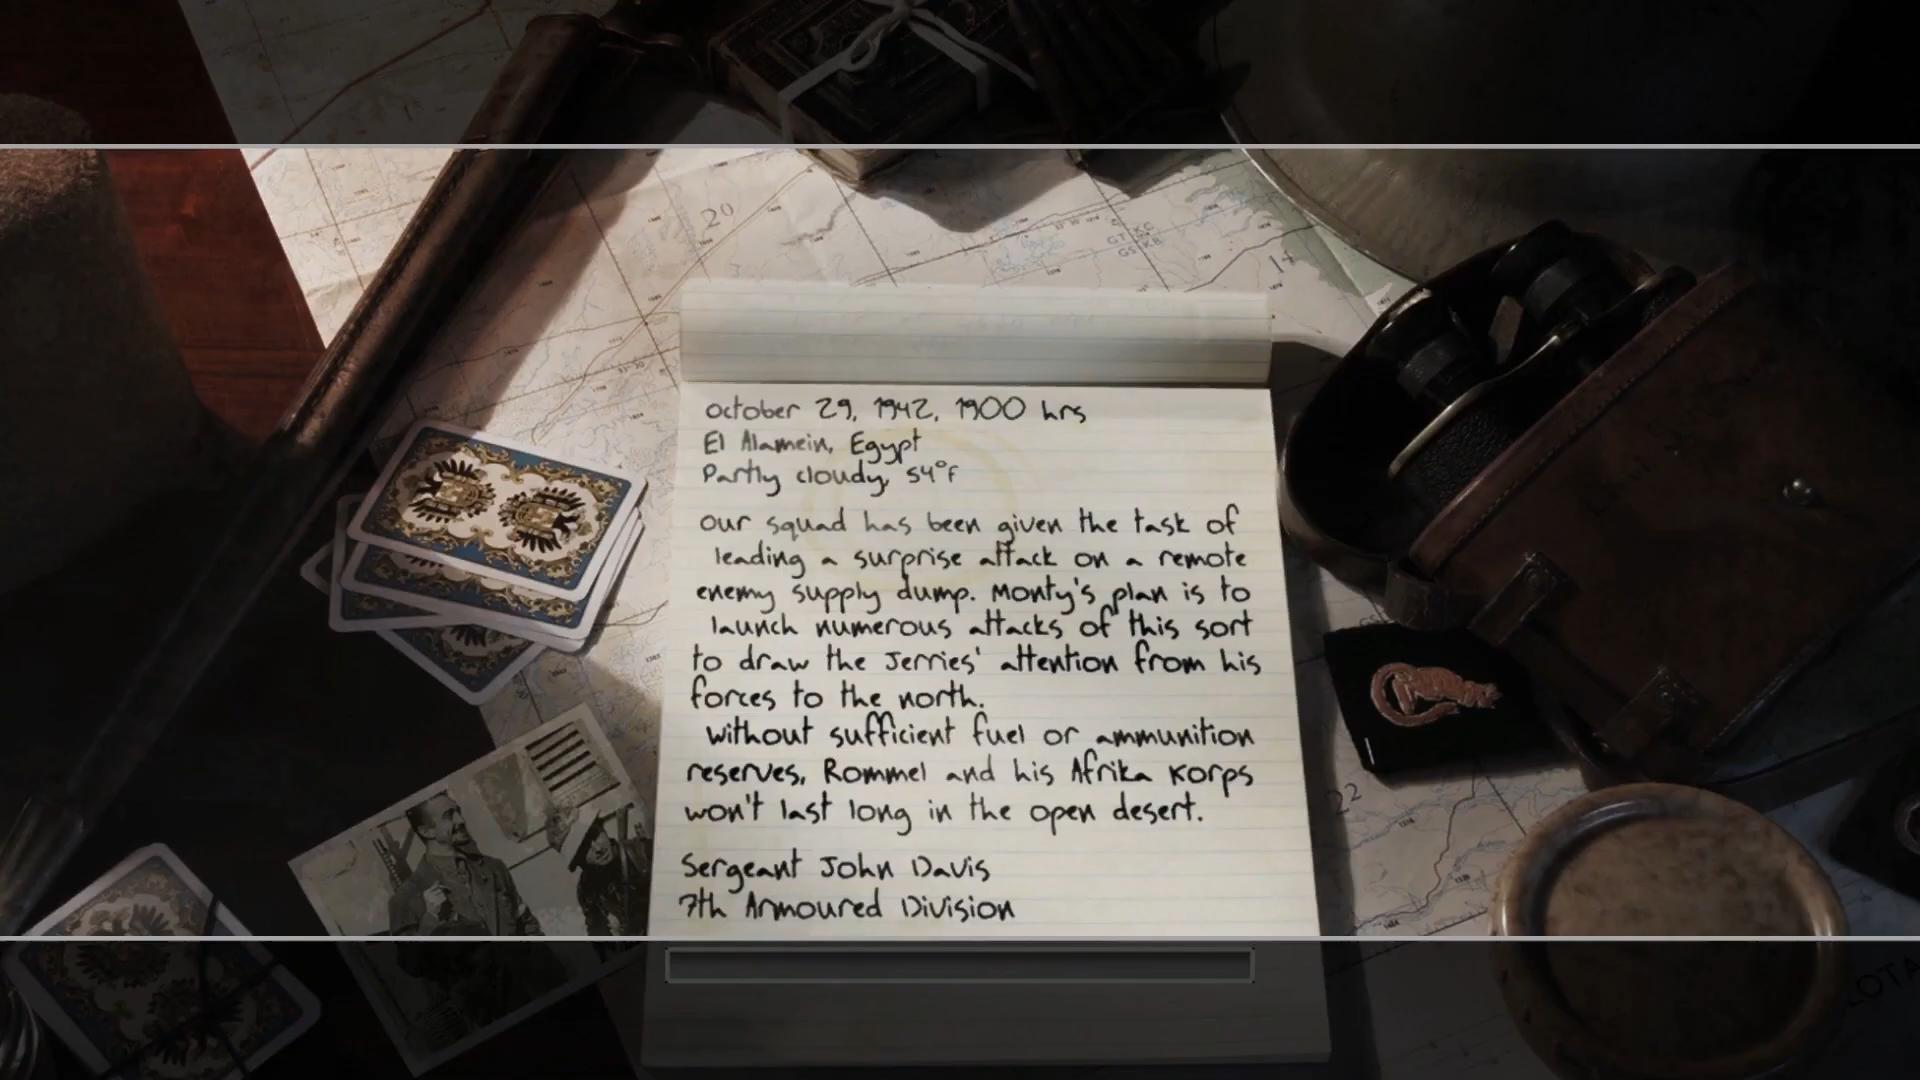 October 29, 1942, 1900 hrs
El Alamein, Egypt
Partly cloudy, 54°F
Our squad has been given the task of
leading a surprise attack on a remote
enemy supply dump. Monty's plan is to
launch numerous attacks of this sort
to draw the Jerries' attention from his
forces to the north.
Without sufficient fuel or ammunition
reserves, Rommel and his Afrika Korps
won't last long in the open desert.
Sergeant John Davis
7th Armoured Division
20
14
22